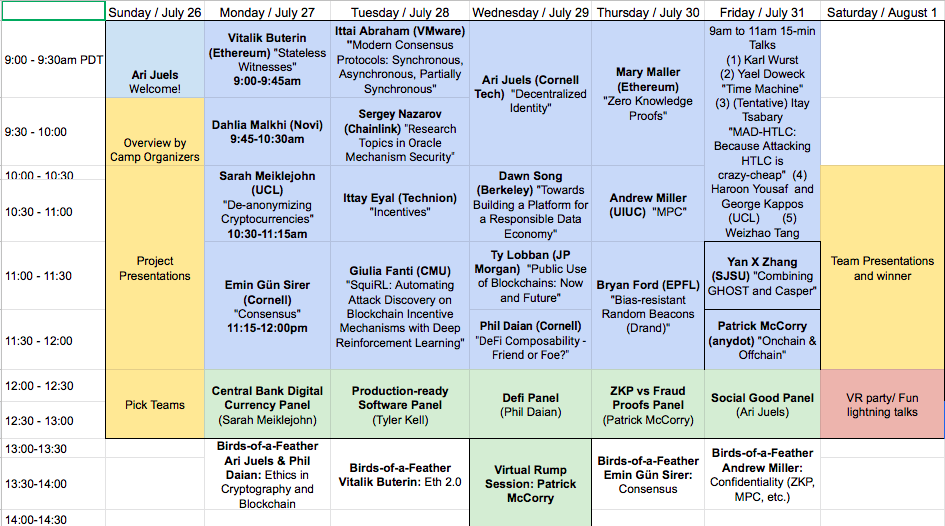 Sunday / July 26
Monday / July 27
Tuesday / July 28
Wednesday / July 29
Thursday / July 30
Friday / July 31
Saturday / August 1
9:00 - 9:30am PDT
9:30 - 10:00
10:00 - 10:30
10:30 - 11:00
11:00 - 11:30
11:30 - 12:00
12:00 - 12:30
12:30 - 13:00
13:00-13:30
13:30-14:00
14:00-14:30
Ari Juels
Welcome!
Overview by
Camp Organizers
Project
Presentations
Pick Teams
Vitalik Buterin
(Ethereum) "Stateless
Witnesses"
9:00-9:45am
Dahlia Malkhi (Novi)
9:45-10:30am
Sarah Meiklejohn
(UCL)
"De-anonymizing
Cryptocurrencies"
10:30-11:15am
Emin Gün Sirer
(Cornell)
"Consensus"
11:15-12:00pm
Central Bank Digital
Currency Panel
(Sarah Meiklejohn)
Birds-of-a-Feather
Ari Juels & Phil
Daian: Ethics in
Cryptography and
Blockchain
Ittai Abraham (VMware)
"Modern Consensus
Protocols: Synchronous,
Asynchronous, Partially
Synchronous"
Sergey Nazarov
(Chainlink) "Research
Topics in Oracle
Mechanism Security"
Ittay Eyal (Technion)
"Incentives"
Giulia Fanti (CMU)
"SquiRL: Automating
Attack Discovery on
Blockchain Incentive
Mechanisms with Deep
Reinforcement Learning"
Production-ready
Software Panel
(Tyler Kell)
Birds-of-a-Feather
Vitalik Buterin: Eth 2.0
Ari Juels (Cornell
Tech) "Decentralized
Identity"
Dawn Song
(Berkeley) "Towards
Building a Platform for
a Responsible Data
Economy"
Ty Lobban (JP
Morgan) "Public Use
of Blockchains: Now
and Future"
Phil Daian (Cornell)
"DeFi Composability -
Friend or Foe?"
Defi Panel
(Phil Daian)
Virtual Rump
Session: Patrick
McCorry
Mary Maller
(Ethereum)
"Zero Knowledge
Proofs"
Andrew Miller
(UIUC) "MPC"
Bryan Ford (EPFL)
"Bias-resistant
Random Beacons
(Drand)"
ZKP vs Fraud
Proofs Panel
(Patrick McCorry)
Birds-of-a-Feather
Emin Gün Sirer:
Consensus
9am to 11am 15-min
Talks
(1) Karl Wurst
(2) Yael Doweck
"Time Machine"
(3) (Tentative) Itay
Tsabary
"MAD-HTLC:
Because Attacking
HTLC is
crazy-cheap" (4)
Haroon Yousaf and
George Kappos
(UCL) (5)
Weizhao Tang
Yan X Zhang
(SJSU) "Combining
GHOST and Casper"
Patrick McCorry
(anydot) "Onchain &
Offchain"
Social Good Panel
(Ari Juels)
Birds-of-a-Feather
Andrew Miller:
Confidentiality (ZKP,
MPC, etc.)
Team Presentations
and winner
VR party/ Fun
lightning talks